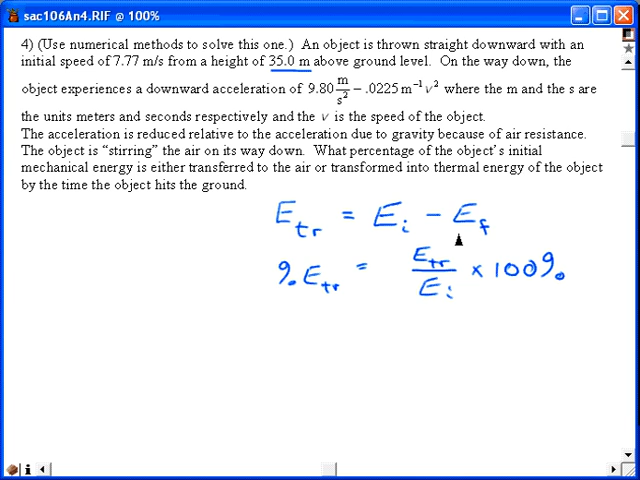 sac106An4.RIF @ 100%
4) (Use numerical methods to solve this one.) An object is thrown straight downward with an
initial speed of 7.77 m/s from a height of 35.0 m above ground level. On the way down, the
object experiences a downward acceleration of 9.80 m/s² − .0225 m⁻¹ v² where the m and the s are
the units meters and seconds respectively and the v is the speed of the object.
The acceleration is reduced relative to the acceleration due to gravity because of air resistance.
The object is “stirring” the air on its way down. What percentage of the object’s initial
mechanical energy is either transferred to the air or transformed into thermal energy of the object
by the time the object hits the ground.
E_tr = E_i − E_f
% E_tr = E_tr/E_i × 100%